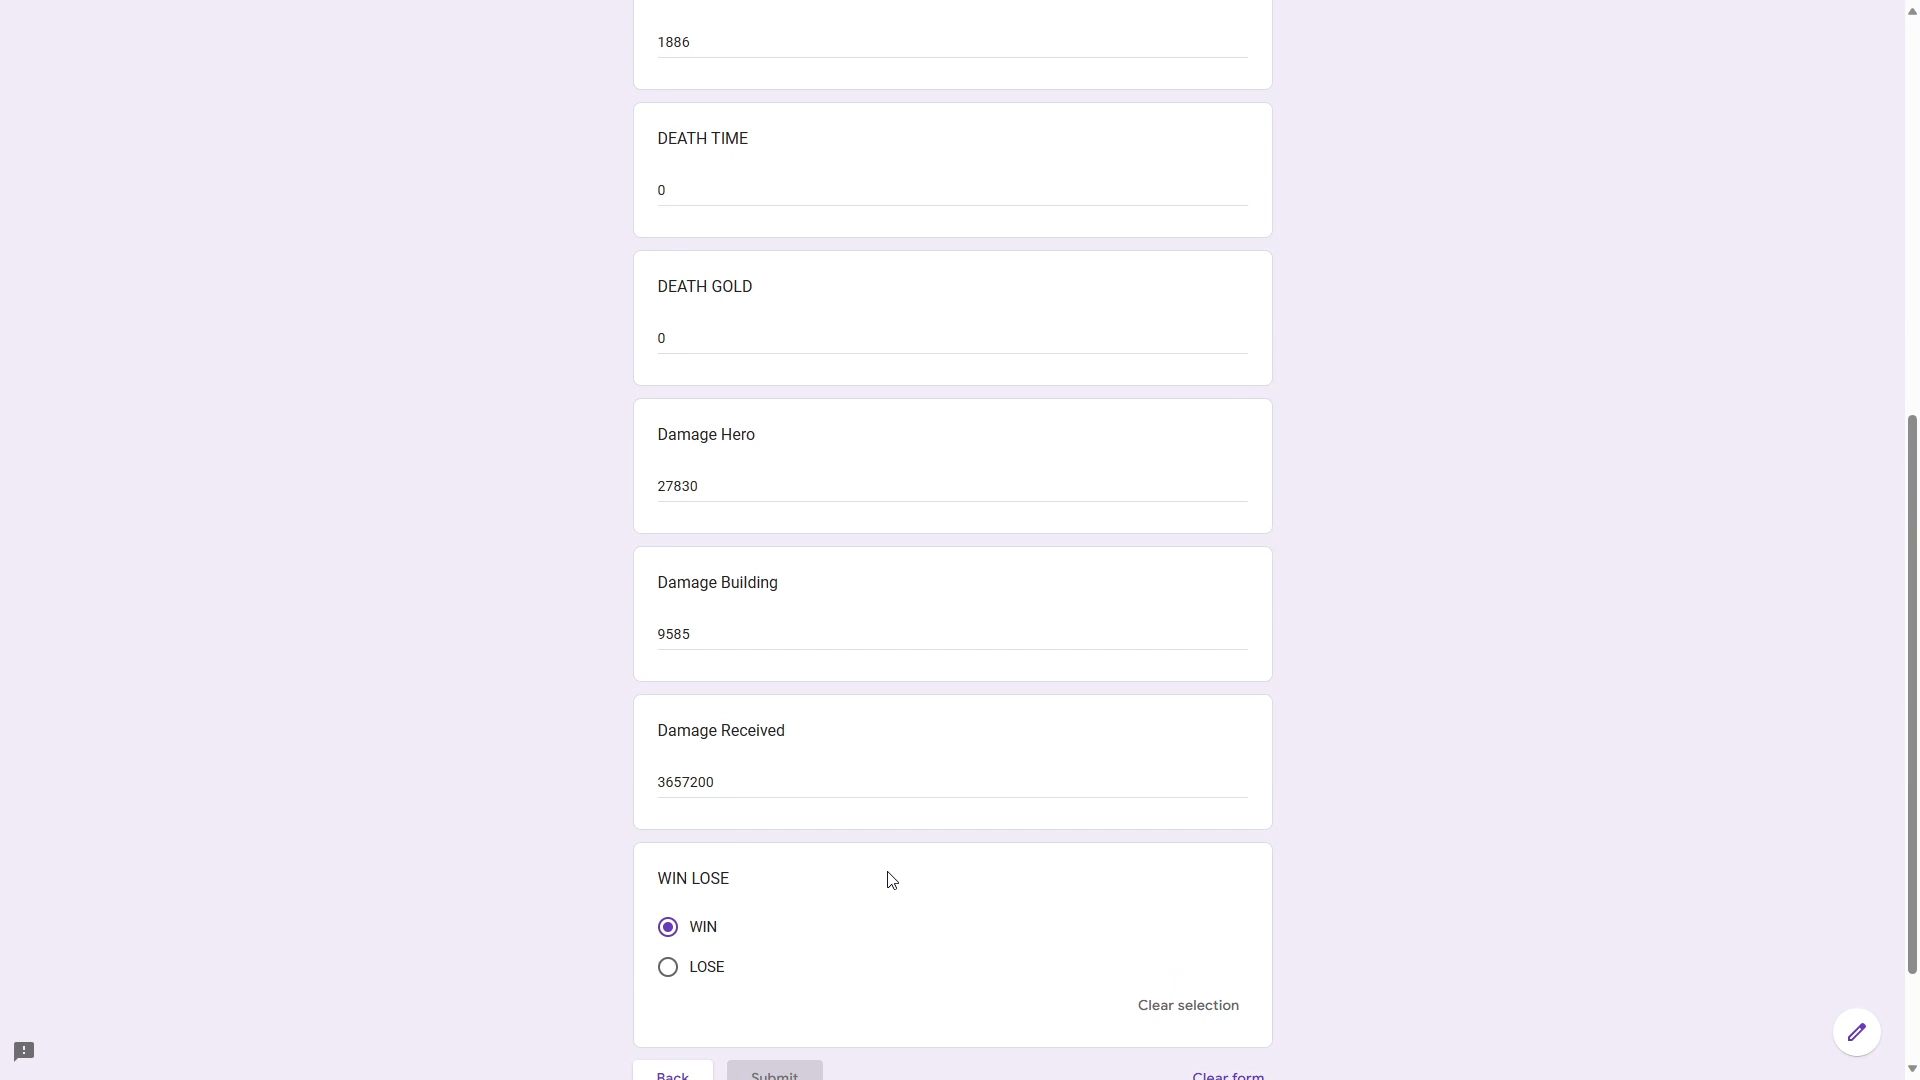 1886
DEATH TIME
0
DEATH GOLD
0
Damage Hero
27830
Damage Building
9585
Damage Received
3657200
WIN LOSE
WIN
LOSE
Clear selection
Back
Submit
Clear form